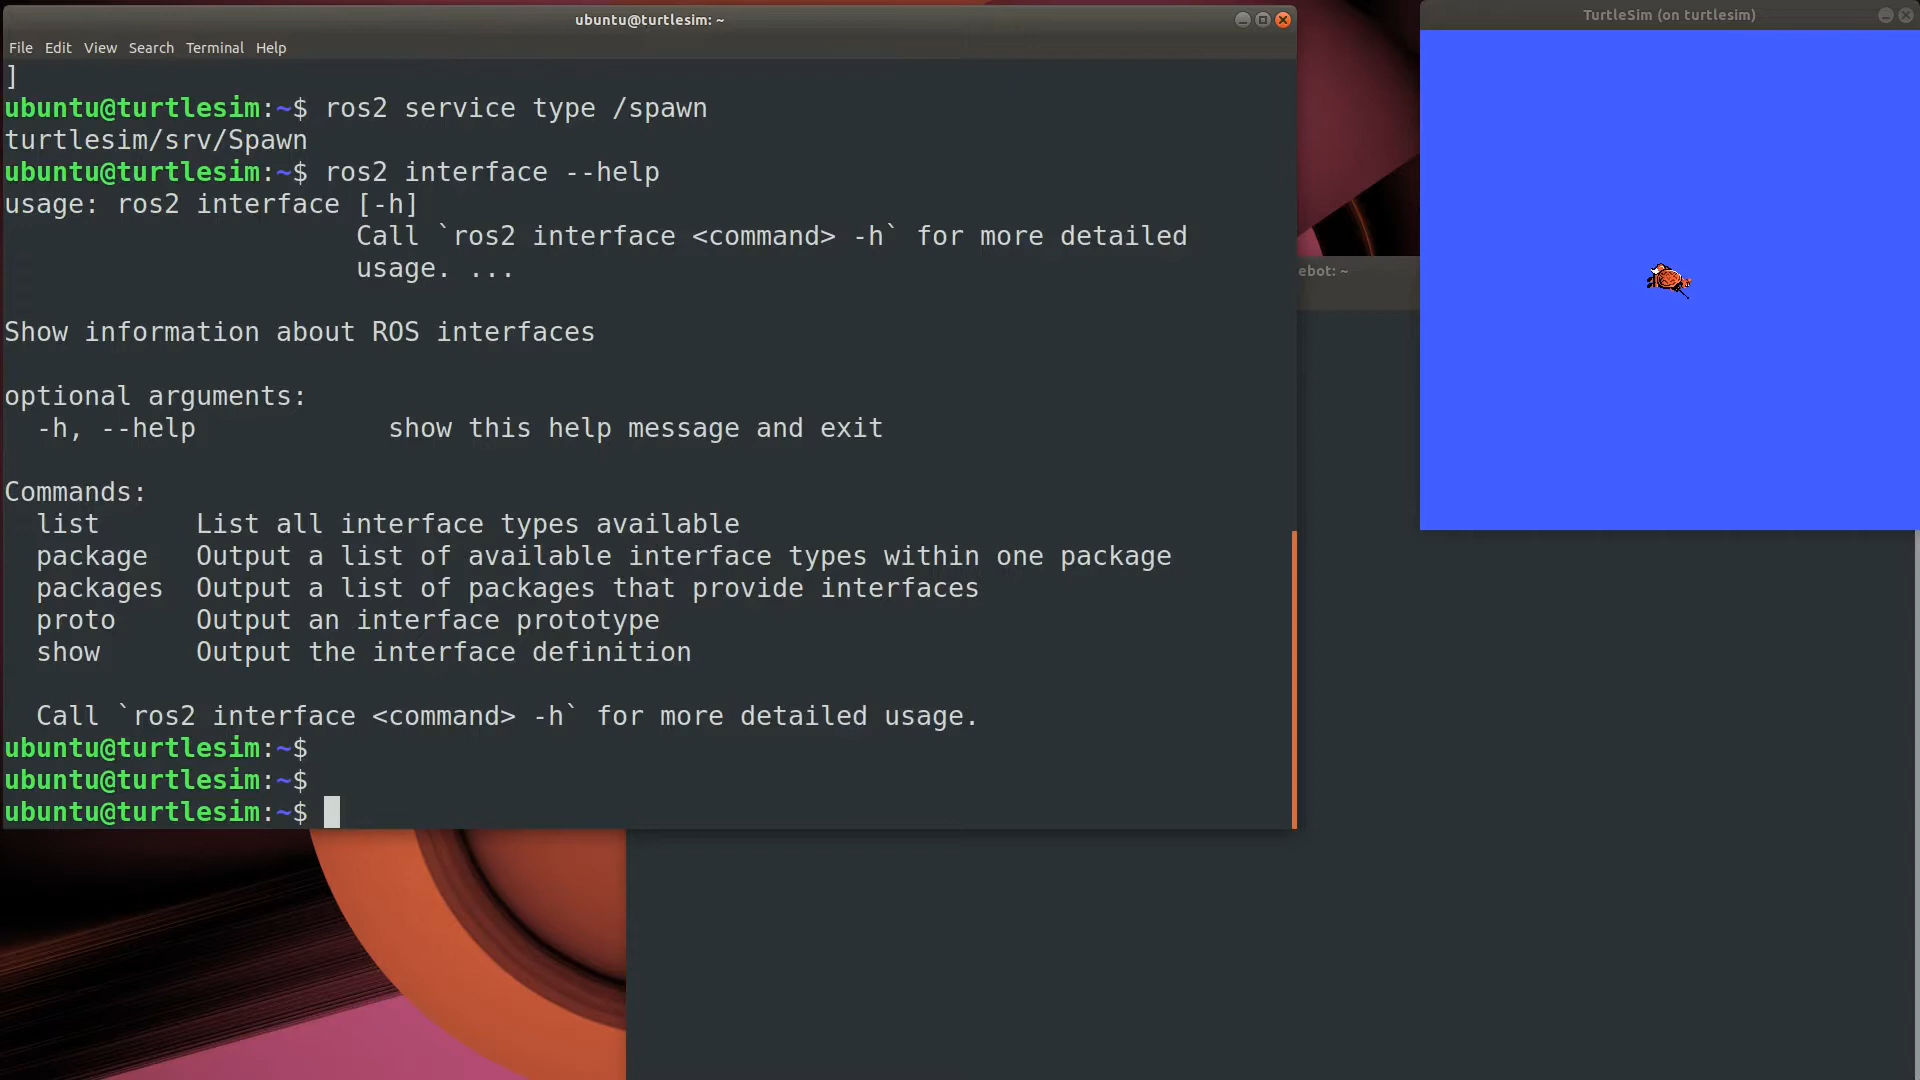 ubuntu@turtlesim: ~
File Edit View Search Terminal Help
]
ubuntu@turtlesim:~$ ros2 service type /spawn
turtlesim/srv/Spawn
ubuntu@turtlesim:~$ ros2 interface --help
usage: ros2 interface [-h]
Call `ros2 interface <command> -h` for more detailed
usage. ...
Show information about ROS interfaces
optional arguments:
-h, --help show this help message and exit
Commands:
list List all interface types available
package Output a list of available interface types within one package
packages Output a list of packages that provide interfaces
proto Output an interface prototype
show Output the interface definition
Call `ros2 interface <command> -h` for more detailed usage.
ubuntu@turtlesim:~$
ubuntu@turtlesim:~$
ubuntu@turtlesim:~$
TurtleSim (on turtlesim)
ebot: ~